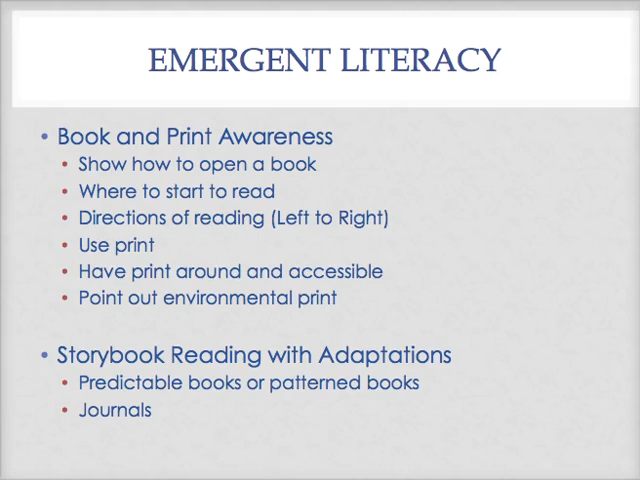 EMERGENT LITERACY
• Book and Print Awareness
• Show how to open a book
• Where to start to read
• Directions of reading (Left to Right)
• Use print
• Have print around and accessible
• Point out environmental print
• Storybook Reading with Adaptations
• Predictable books or patterned books
• Journals